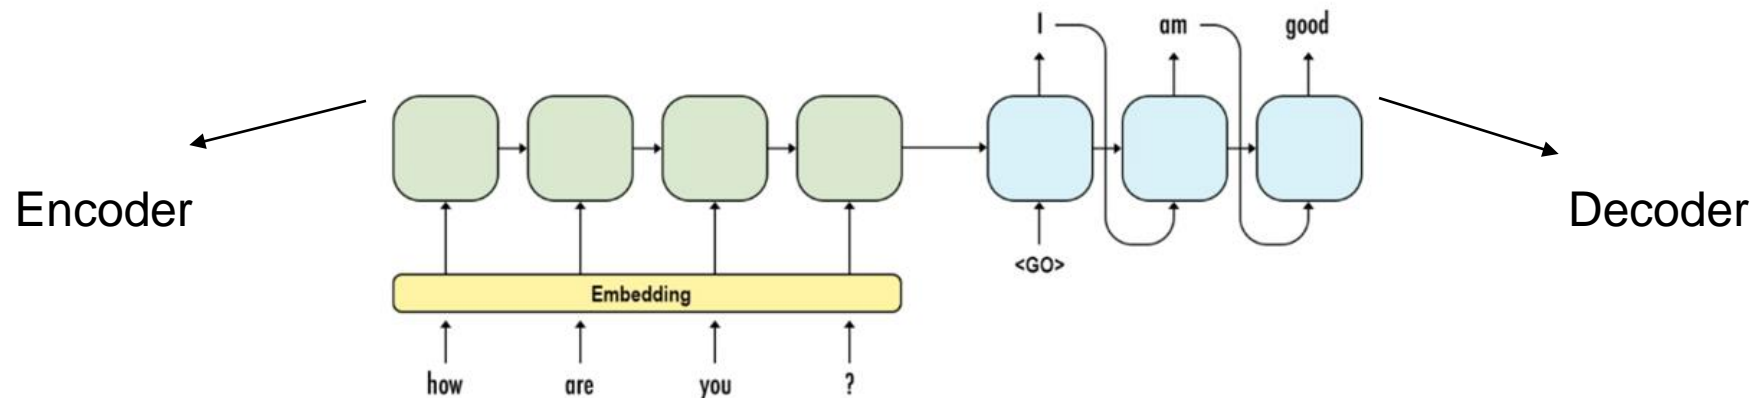 I am good
Encoder
Decoder
<GO>
Embedding
how are you ?